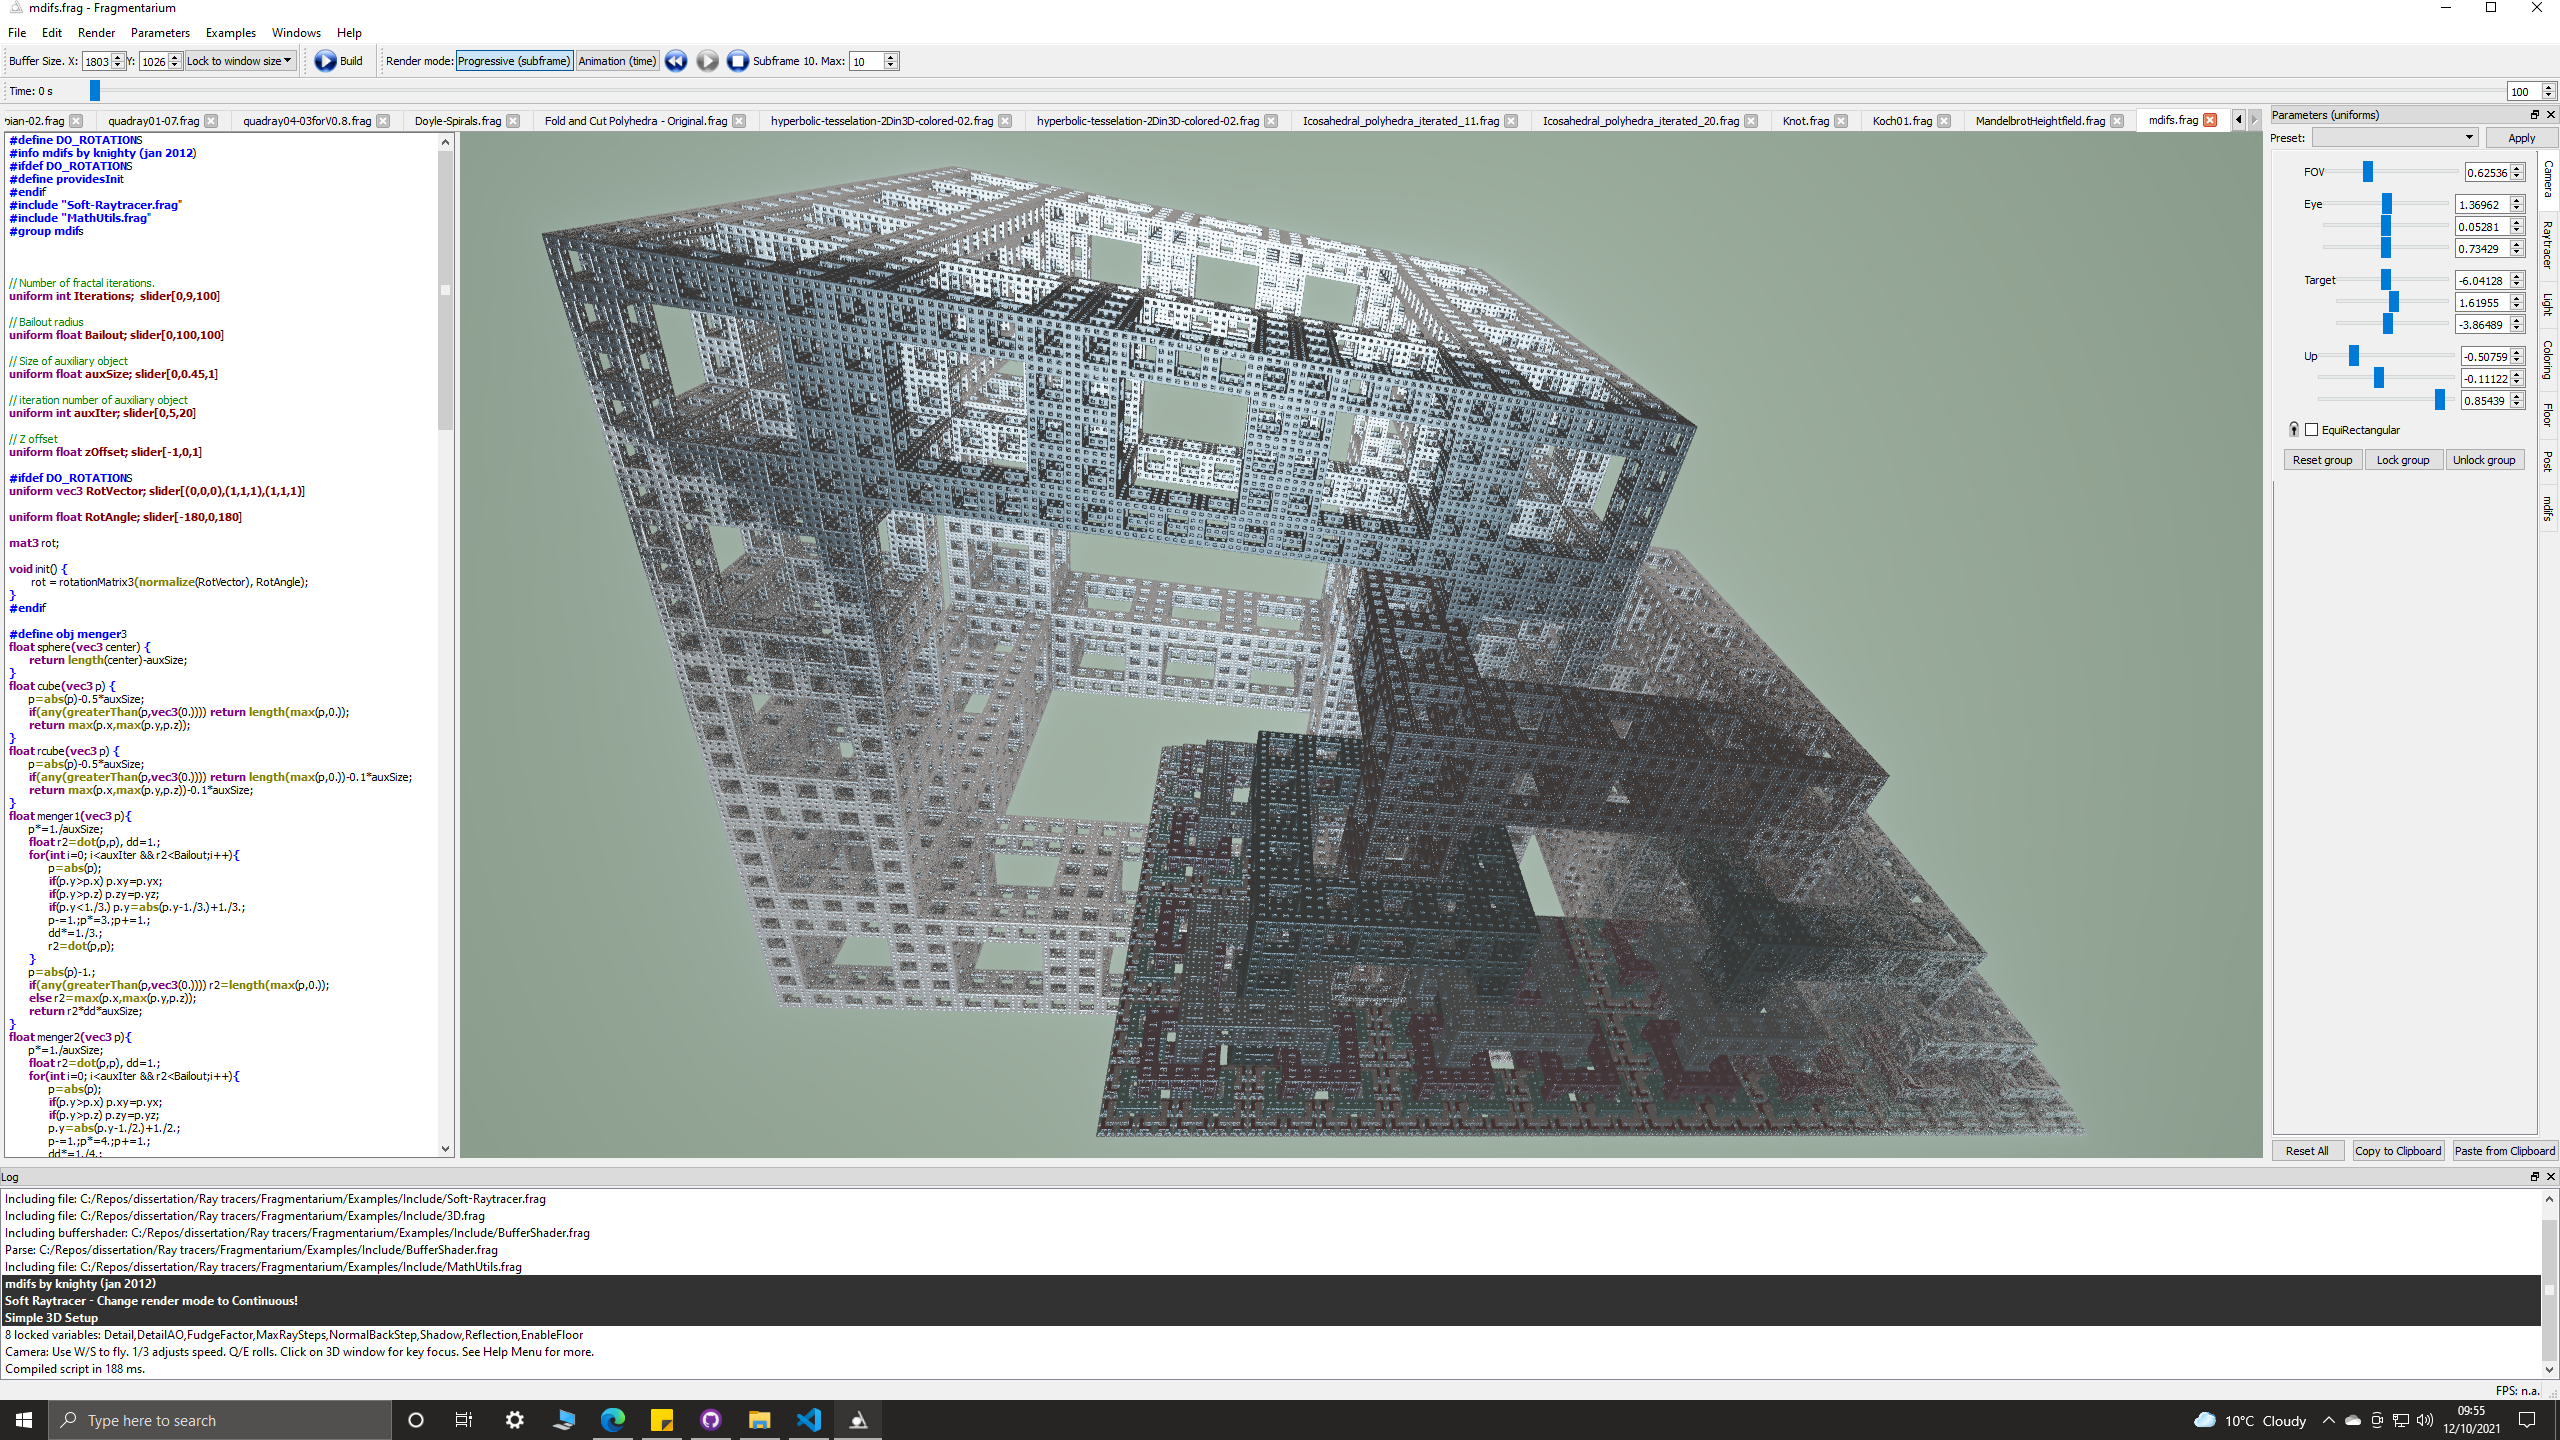 mdifs.frag - Fragmentarium
File Edit Render Parameters Examples Windows Help
Buffer Size. X: 1803 Y: 1026 Lock to window size Build Render mode: Progressive (subframe) Animation (time) Subframe 10. Max: 10
Time: 0 s 100
pian-02.frag quadray01-07.frag quadray04-03forV0.8.frag Doyle-Spirals.frag Fold and Cut Polyhedra - Original.frag hyperbolic-tesselation-2Din3D-colored-02.frag hyperbolic-tesselation-2Din3D-colored-02.frag Icosahedral_polyhedra_iterated_11.frag Icosahedral_polyhedra_iterated_20.frag Knot.frag Koch01.frag MandelbrotHeightfield.frag mdifs.frag
#define DO_ROTATIONS
#info mdifs by knighty (jan 2012)
#ifdef DO_ROTATIONS
#define providesInit
#endif
#include "Soft-Raytracer.frag"
#include "MathUtils.frag"
#group mdifs
// Number of fractal iterations.
uniform int Iterations;  slider[0,9,100]
// Bailout radius
uniform float Bailout; slider[0,100,100]
// Size of auxiliary object
uniform float auxSize; slider[0,0.45,1]
// iteration number of auxiliary object
uniform int auxIter; slider[0,5,20]
// Z offset
uniform float zOffset; slider[-1,0,1]
#ifdef DO_ROTATIONS
uniform vec3 RotVector; slider[(0,0,0),(1,1,1),(1,1,1)]
uniform float RotAngle; slider[-180,0,180]
mat3 rot;
void init() {
rot = rotationMatrix3(normalize(RotVector), RotAngle);
}
#endif
#define obj menger3
float sphere(vec3 center) {
return length(center)-auxSize;
}
float cube(vec3 p) {
p=abs(p)-0.5*auxSize;
if(any(greaterThan(p,vec3(0.)))) return length(max(p,0.));
return max(p.x,max(p.y,p.z));
}
float rcube(vec3 p) {
p=abs(p)-0.5*auxSize;
if(any(greaterThan(p,vec3(0.)))) return length(max(p,0.))-0.1*auxSize;
return max(p.x,max(p.y,p.z))-0.1*auxSize;
}
float menger1(vec3 p){
p*=1./auxSize;
float r2=dot(p,p), dd=1.;
for(int i=0; i<auxIter && r2<Bailout;i++){
p=abs(p);
if(p.y>p.x) p.xy=p.yx;
if(p.y>p.z) p.zy=p.yz;
if(p.y<1./3.) p.y=abs(p.y-1./3.)+1./3.;
p-=1.;p*=3.;p+=1.;
dd*=1./3.;
r2=dot(p,p);
}
p=abs(p)-1.;
if(any(greaterThan(p,vec3(0.)))) r2=length(max(p,0.));
else r2=max(p.x,max(p.y,p.z));
return r2*dd*auxSize;
}
float menger2(vec3 p){
p*=1./auxSize;
float r2=dot(p,p), dd=1.;
for(int i=0; i<auxIter && r2<Bailout;i++){
p=abs(p);
if(p.y>p.x) p.xy=p.yx;
if(p.y>p.z) p.zy=p.yz;
p.y=abs(p.y-1./2.)+1./2.;
p-=1.;p*=4.;p+=1.;
dd*=1./4.;
Parameters (uniforms)
Preset: Apply
FOV 0.62536
Eye 1.36962
0.05281
0.73429
Target -6.04128
1.61955
-3.86489
Up -0.50759
-0.11122
0.85439
EquiRectangular
Reset group Lock group Unlock group
Camera
Raytracer
Light
Coloring
Floor
Post
mdifs
Reset All Copy to Clipboard Paste from Clipboard
Log
Including file: C:/Repos/dissertation/Ray tracers/Fragmentarium/Examples/Include/Soft-Raytracer.frag
Including file: C:/Repos/dissertation/Ray tracers/Fragmentarium/Examples/Include/3D.frag
Including buffershader: C:/Repos/dissertation/Ray tracers/Fragmentarium/Examples/Include/BufferShader.frag
Parse: C:/Repos/dissertation/Ray tracers/Fragmentarium/Examples/Include/BufferShader.frag
Including file: C:/Repos/dissertation/Ray tracers/Fragmentarium/Examples/Include/MathUtils.frag
mdifs by knighty (jan 2012)
Soft Raytracer - Change render mode to Continuous!
Simple 3D Setup
8 locked variables: Detail,DetailAO,FudgeFactor,MaxRaySteps,NormalBackStep,Shadow,Reflection,EnableFloor
Camera: Use W/S to fly. 1/3 adjusts speed. Q/E rolls. Click on 3D window for key focus. See Help Menu for more.
Compiled script in 188 ms.
FPS: n.a.
Type here to search
10°C Cloudy
09:55
12/10/2021